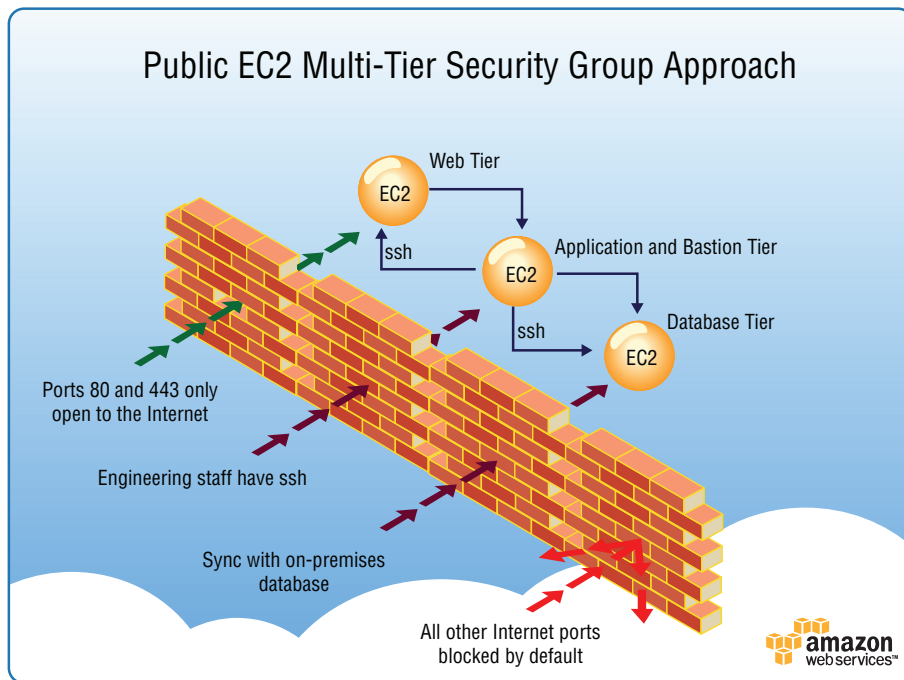 Public EC2 Multi-Tier Security Group Approach
Web Tier
EC2
ssh
Application and Bastion Tier
EC2
ssh
Database Tier
EC2
Ports 80 and 443 only
open to the Internet
Engineering staff have ssh
Sync with on-premises
database
All other Internet ports
blocked by default
amazon
webservices™